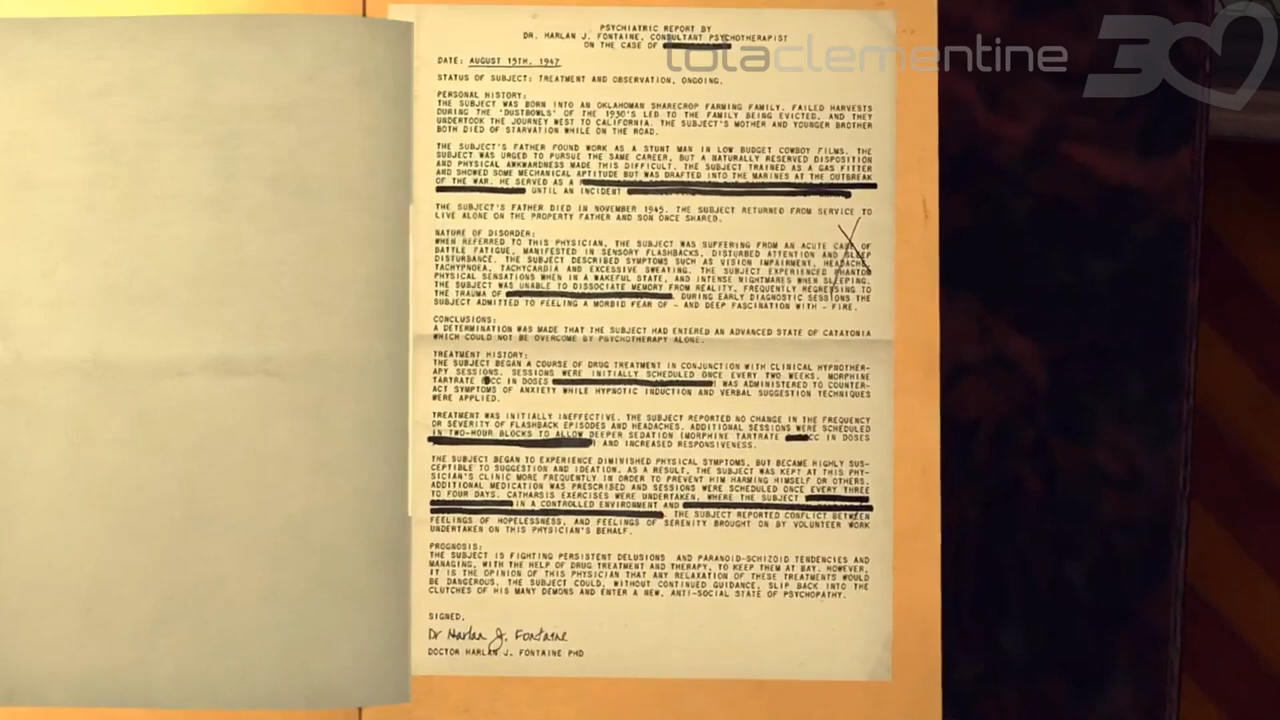 PSYCHIATRIC REPORT BY
DR. HARLAN J. FONTAINE, CONSULTANT PSYCHOTHERAPIST
ON THE CASE OF
lolaclementine 30
DATE: AUGUST 15TH, 1947
STATUS OF SUBJECT: TREATMENT AND OBSERVATION, ONGOING.
PERSONAL HISTORY:
THE SUBJECT WAS BORN INTO AN OKLAHOMAN SHARECROP FARMING FAMILY. FAILED HARVESTS
DURING THE 'DUSTBOWLS' OF THE 1930'S LED TO THE FAMILY BEING EVICTED, AND THEY
UNDERTOOK THE JOURNEY WEST TO CALIFORNIA. THE SUBJECT'S MOTHER AND YOUNGER BROTHER
BOTH DIED OF STARVATION WHILE ON THE ROAD.
THE SUBJECT'S FATHER FOUND WORK AS A STUNT MAN IN LOW BUDGET COWBOY FILMS. THE
SUBJECT WAS URGED TO PURSUE THE SAME CAREER, BUT A NATURALLY RESERVED DISPOSITION
AND PHYSICAL AWKWARDNESS MADE THIS DIFFICULT. THE SUBJECT TRAINED AS A GAS FITTER
AND SHOWED SOME MECHANICAL APTITUDE BUT WAS DRAFTED INTO THE MARINES AT THE OUTBREAK
OF THE WAR. HE SERVED AS A
UNTIL AN INCIDENT
THE SUBJECT'S FATHER DIED IN NOVEMBER 1945. THE SUBJECT RETURNED FROM SERVICE TO
LIVE ALONE ON THE PROPERTY FATHER AND SON ONCE SHARED.
NATURE OF DISORDER:
WHEN REFERRED TO THIS PHYSICIAN, THE SUBJECT WAS SUFFERING FROM AN ACUTE CASE OF
BATTLE FATIGUE, MANIFESTED IN SENSORY FLASHBACKS, DISTURBED ATTENTION AND SLEEP
DISTURBANCE. THE SUBJECT DESCRIBED SYMPTOMS SUCH AS VISION IMPAIRMENT, HEADACHE,
TACHYPNOEA, TACHYCARDIA AND EXCESSIVE SWEATING. THE SUBJECT EXPERIENCED PHANTOM
PHYSICAL SENSATIONS WHEN IN A WAKEFUL STATE, AND INTENSE NIGHTMARES WHEN SLEEPING.
THE SUBJECT WAS UNABLE TO DISSOCIATE MEMORY FROM REALITY, FREQUENTLY REGRESSING TO
THE TRAUMA OF . DURING EARLY DIAGNOSTIC SESSIONS THE
SUBJECT ADMITTED TO FEELING A MORBID FEAR OF - AND DEEP FASCINATION WITH - FIRE.
CONCLUSIONS:
A DETERMINATION WAS MADE THAT THE SUBJECT HAD ENTERED AN ADVANCED STATE OF CATATONIA
WHICH COULD NOT BE OVERCOME BY PSYCHOTHERAPY ALONE.
TREATMENT HISTORY:
THE SUBJECT BEGAN A COURSE OF DRUG TREATMENT IN CONJUNCTION WITH CLINICAL HYPNOTHER-
APY SESSIONS. SESSIONS WERE INITIALLY SCHEDULED ONCE EVERY TWO WEEKS. MORPHINE
TARTRATE CC IN DOSES ) WAS ADMINISTERED TO COUNTER-
ACT SYMPTOMS OF ANXIETY WHILE HYPNOTIC INDUCTION AND VERBAL SUGGESTION TECHNIQUES
WERE APPLIED.
TREATMENT WAS INITIALLY INEFFECTIVE. THE SUBJECT REPORTED NO CHANGE IN THE FREQUENCY
OR SEVERITY OF FLASHBACK EPISODES AND HEADACHES. ADDITIONAL SESSIONS WERE SCHEDULED
IN TWO-HOUR BLOCKS TO ALLOW DEEPER SEDATION (MORPHINE TARTRATE CC IN DOSES
) AND INCREASED RESPONSIVENESS.
THE SUBJECT BEGAN TO EXPERIENCE DIMINISHED PHYSICAL SYMPTOMS, BUT BECAME HIGHLY SUS-
CEPTIBLE TO SUGGESTION AND IDEATION. AS A RESULT, THE SUBJECT WAS KEPT AT THIS PHY-
SICIAN'S CLINIC MORE FREQUENTLY IN ORDER TO PREVENT HIM HARMING HIMSELF OR OTHERS.
ADDITIONAL MEDICATION WAS PRESCRIBED AND SESSIONS WERE SCHEDULED ONCE EVERY THREE
TO FOUR DAYS. CATHARSIS EXERCISES WERE UNDERTAKEN, WHERE THE SUBJECT
IN A CONTROLLED ENVIRONMENT AND
. THE SUBJECT REPORTED CONFLICT BETWEEN
FEELINGS OF HOPELESSNESS, AND FEELINGS OF SERENITY BROUGHT ON BY VOLUNTEER WORK
UNDERTAKEN ON THIS PHYSICIAN'S BEHALF.
PROGNOSIS:
THE SUBJECT IS FIGHTING PERSISTENT DELUSIONS AND PARANOID-SCHIZOID TENDENCIES AND
MANAGING, WITH THE HELP OF DRUG TREATMENT AND THERAPY, TO KEEP THEM AT BAY. HOWEVER,
IT IS THE OPINION OF THIS PHYSICIAN THAT ANY RELAXATION OF THESE TREATMENTS WOULD
BE DANGEROUS. THE SUBJECT COULD, WITHOUT CONTINUED GUIDANCE, SLIP BACK INTO THE
CLUTCHES OF HIS MANY DEMONS AND ENTER A NEW, ANTI-SOCIAL STATE OF PSYCHOPATHY.
SIGNED,
Dr Harlan J. Fontaine
DOCTOR HARLAN J. FONTAINE PHD